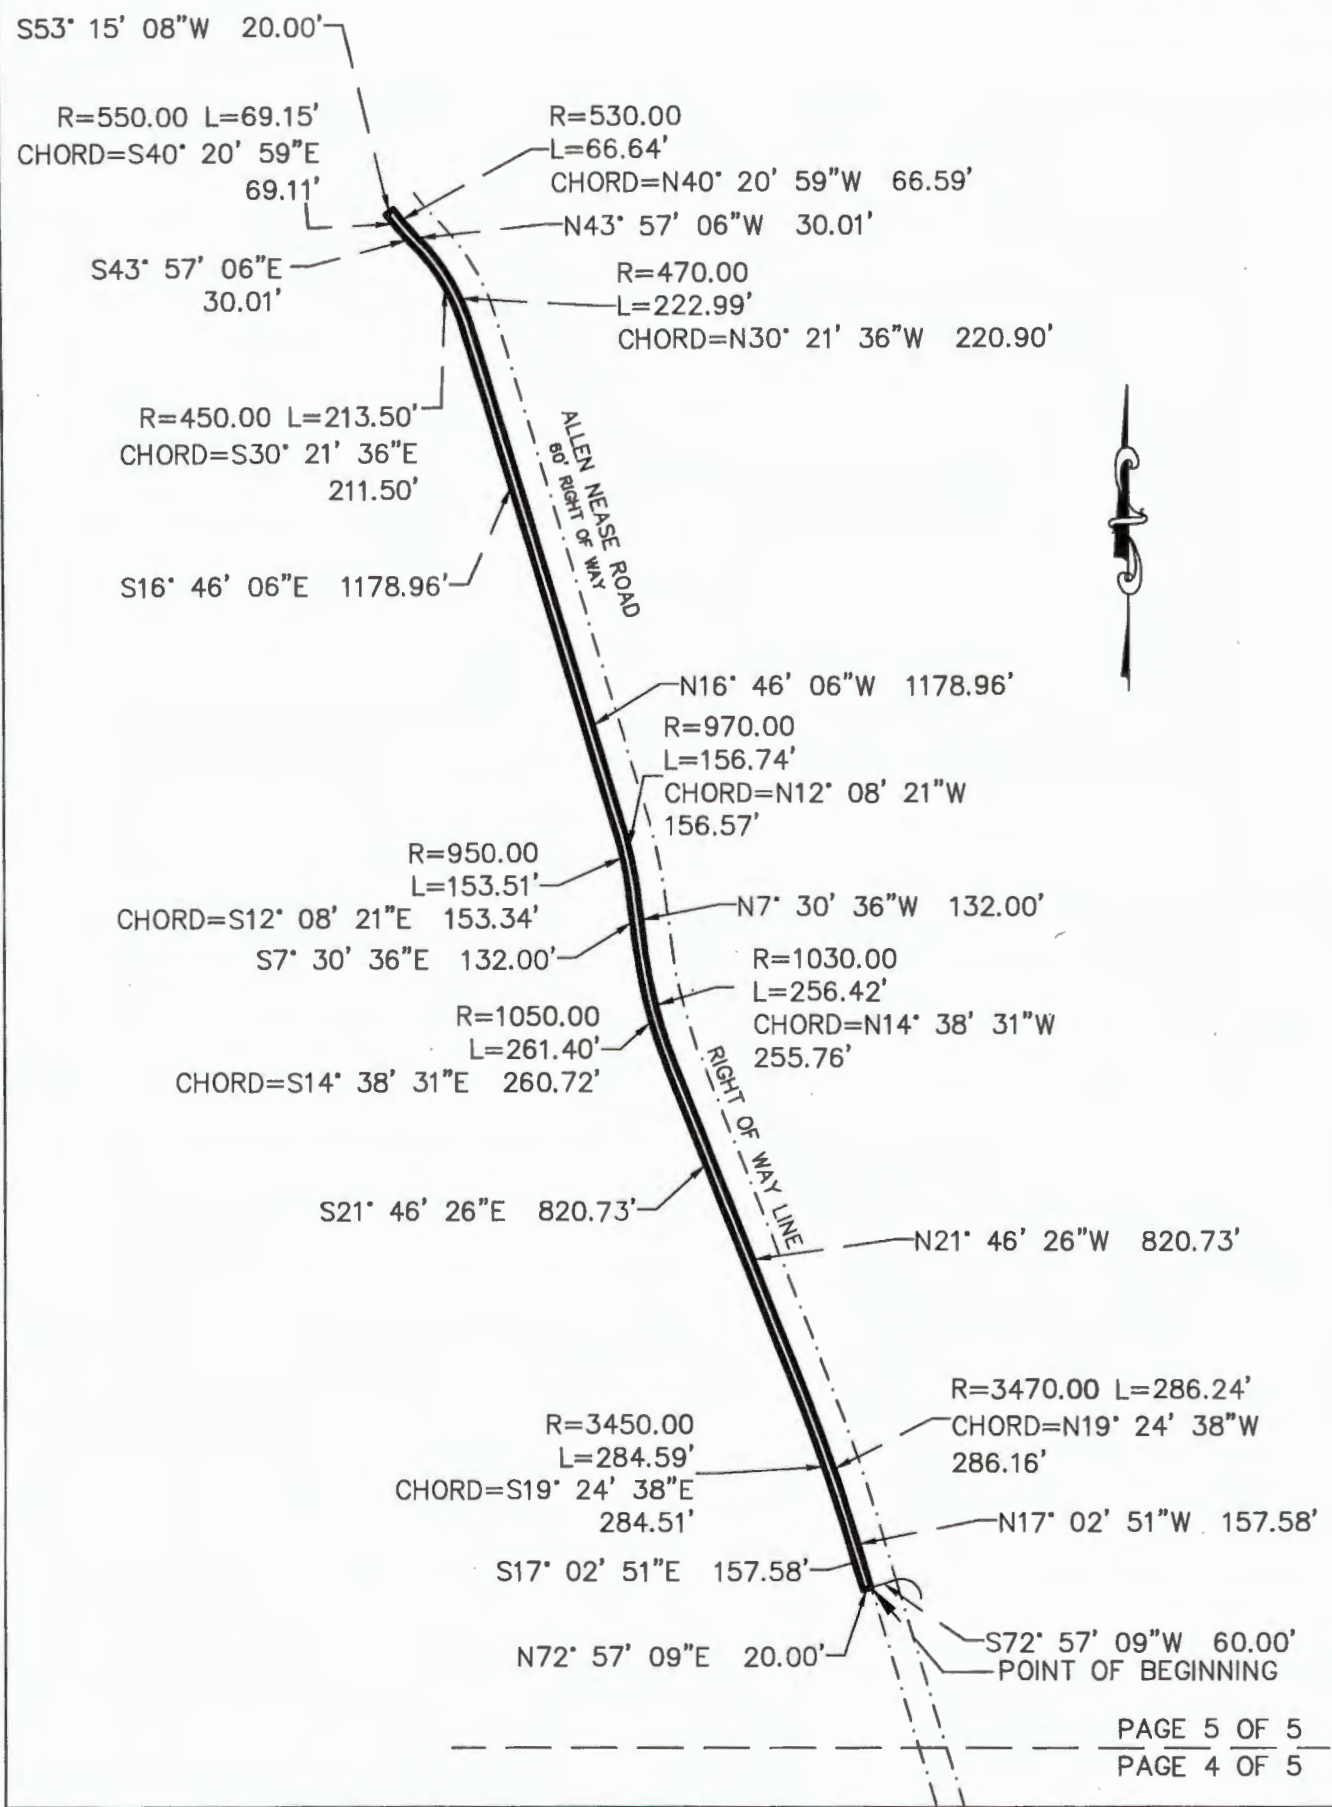 S53° 15' 08"W 20.00'
R=550.00 L=69.15'
CHORD=S40° 20' 59"E
69.11'
R=530.00
L=66.64'
CHORD=N40° 20' 59"W 66.59'
N43° 57' 06"W 30.01'
S43° 57' 06"E
30.01'
R=470.00
L=222.99'
CHORD=N30° 21' 36"W 220.90'
R=450.00 L=213.50'
CHORD=S30° 21' 36"E
211.50'
ALLEN NEASE ROAD
60' RIGHT OF WAY
S16° 46' 06"E 1178.96'
N16° 46' 06"W 1178.96'
R=970.00
L=156.74'
CHORD=N12° 08' 21"W
156.57'
R=950.00
L=153.51'
CHORD=S12° 08' 21"E 153.34'
N7° 30' 36"W 132.00'
S7° 30' 36"E 132.00'
R=1030.00
L=256.42'
CHORD=N14° 38' 31"W
255.76'
R=1050.00
L=261.40'
CHORD=S14° 38' 31"E 260.72'
RIGHT OF WAY LINE
S21° 46' 26"E 820.73'
N21° 46' 26"W 820.73'
R=3470.00 L=286.24'
CHORD=N19° 24' 38"W
286.16'
R=3450.00
L=284.59'
CHORD=S19° 24' 38"E
284.51'
N17° 02' 51"W 157.58'
S17° 02' 51"E 157.58'
S72° 57' 09"W 60.00'
N72° 57' 09"E 20.00'
POINT OF BEGINNING
PAGE 5 OF 5
PAGE 4 OF 5